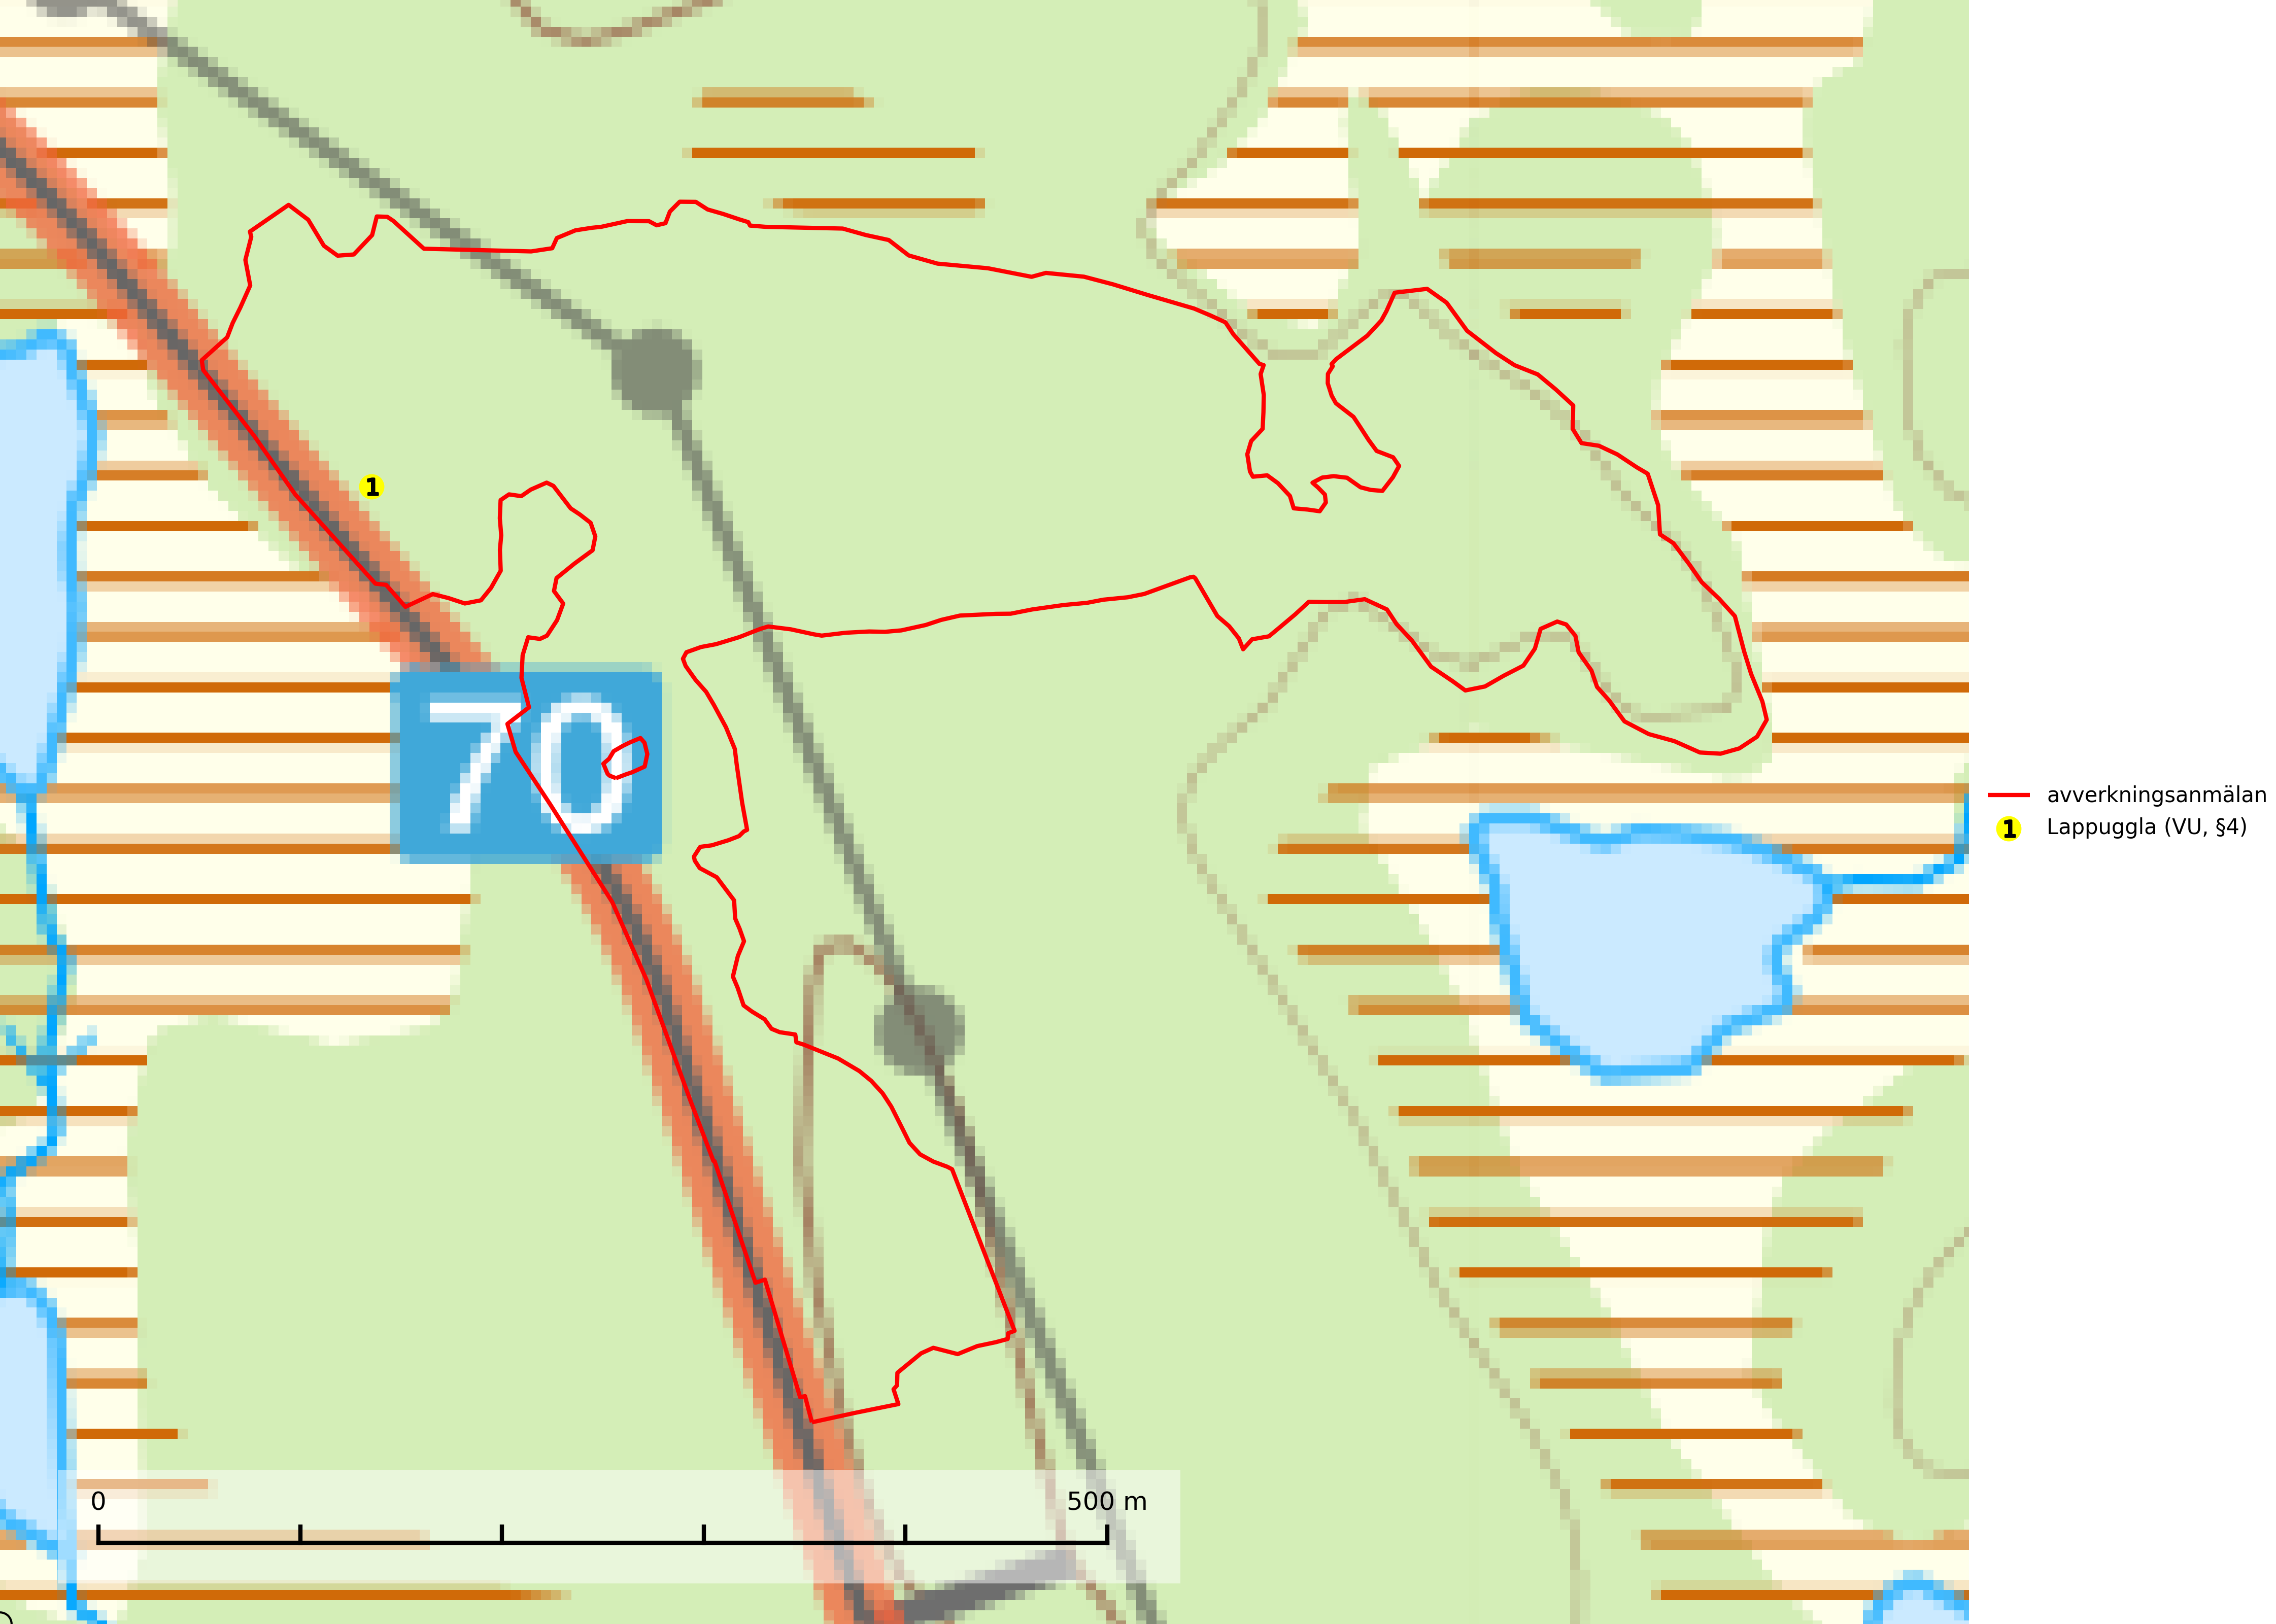 1
70
avverkningsanmälan
1 Lappuggla (VU, §4)
0 500 m